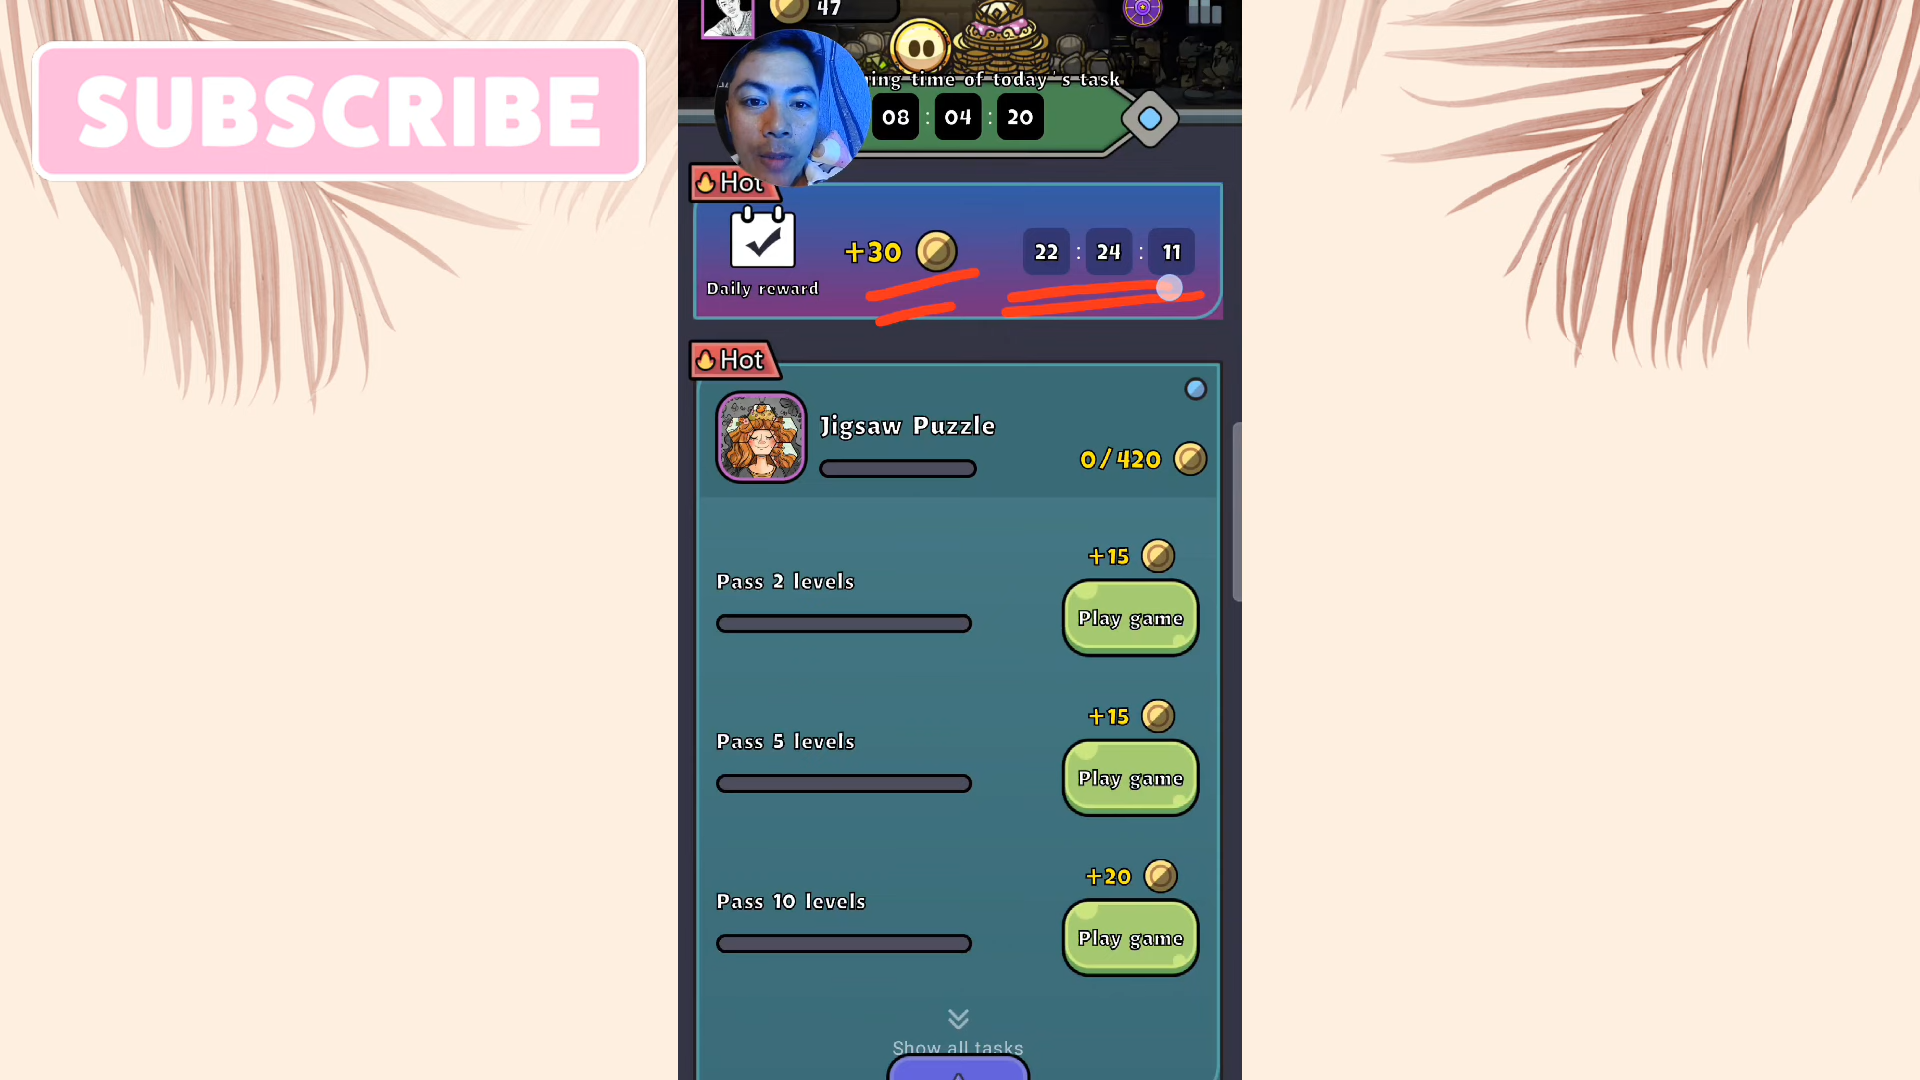 SUBSCRIBE
47
ing time of today's task
08 : 04 : 20
Hot
+30
22 : 24 : 11
Daily reward
Hot
Jigsaw Puzzle
0/420
+15
Pass 2 levels
Play game
+15
Pass 5 levels
Play game
+20
Pass 10 levels
Play game
Show all tasks